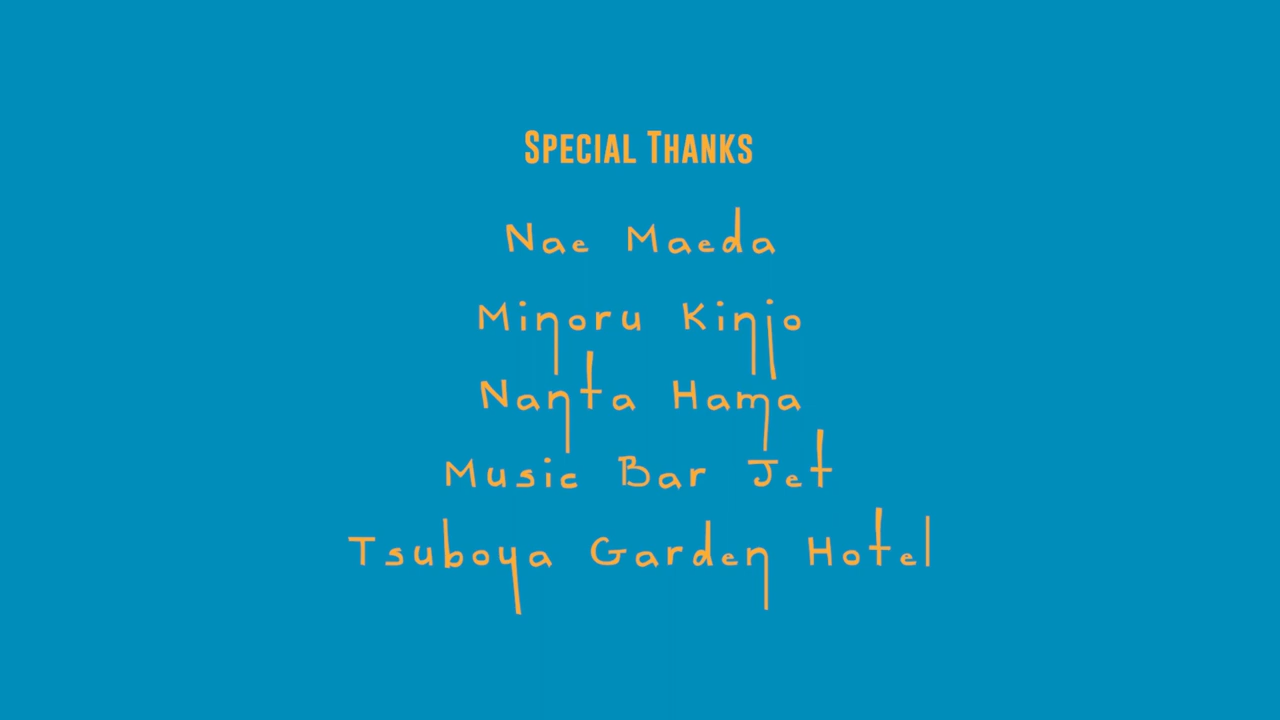 Special Thanks
Nae Maeda
Minoru Kinjo
Nanta Hama
Music Bar Jet
Tsuboya Garden Hotel